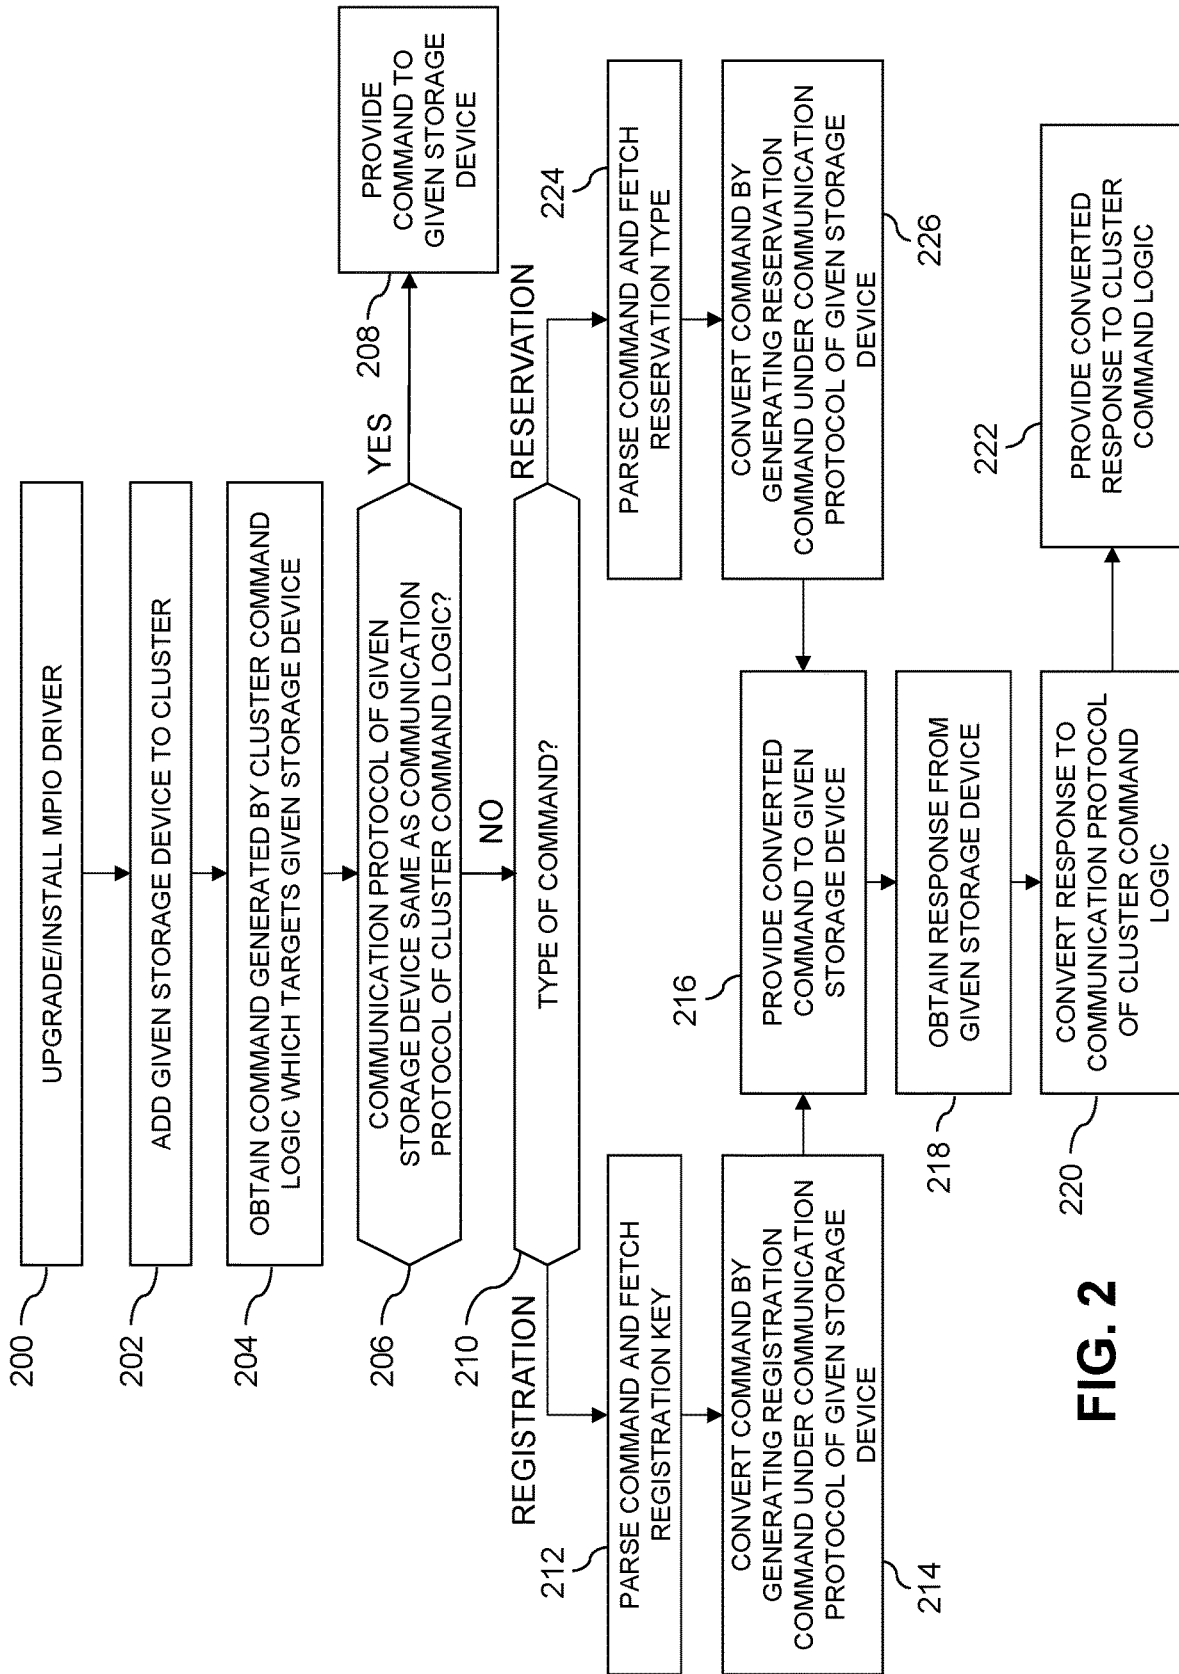 200
UPGRADE/INSTALL MPIO DRIVER
202
ADD GIVEN STORAGE DEVICE TO CLUSTER
204
OBTAIN COMMAND GENERATED BY CLUSTER COMMAND
LOGIC WHICH TARGETS GIVEN STORAGE DEVICE
206
COMMUNICATION PROTOCOL OF GIVEN
STORAGE DEVICE SAME AS COMMUNICATION
PROTOCOL OF CLUSTER COMMAND LOGIC?
YES
208
PROVIDE
COMMAND TO
GIVEN STORAGE
DEVICE
NO
210
TYPE OF COMMAND?
REGISTRATION
RESERVATION
212
PARSE COMMAND AND FETCH
REGISTRATION KEY
214
CONVERT COMMAND BY
GENERATING REGISTRATION
COMMAND UNDER COMMUNICATION
PROTOCOL OF GIVEN STORAGE
DEVICE
224
PARSE COMMAND AND FETCH
RESERVATION TYPE
226
CONVERT COMMAND BY
GENERATING RESERVATION
COMMAND UNDER COMMUNICATION
PROTOCOL OF GIVEN STORAGE
DEVICE
216
PROVIDE CONVERTED
COMMAND TO GIVEN
STORAGE DEVICE
218
OBTAIN RESPONSE FROM
GIVEN STORAGE DEVICE
220
CONVERT RESPONSE TO
COMMUNICATION PROTOCOL
OF CLUSTER COMMAND
LOGIC
222
PROVIDE CONVERTED
RESPONSE TO CLUSTER
COMMAND LOGIC
FIG. 2